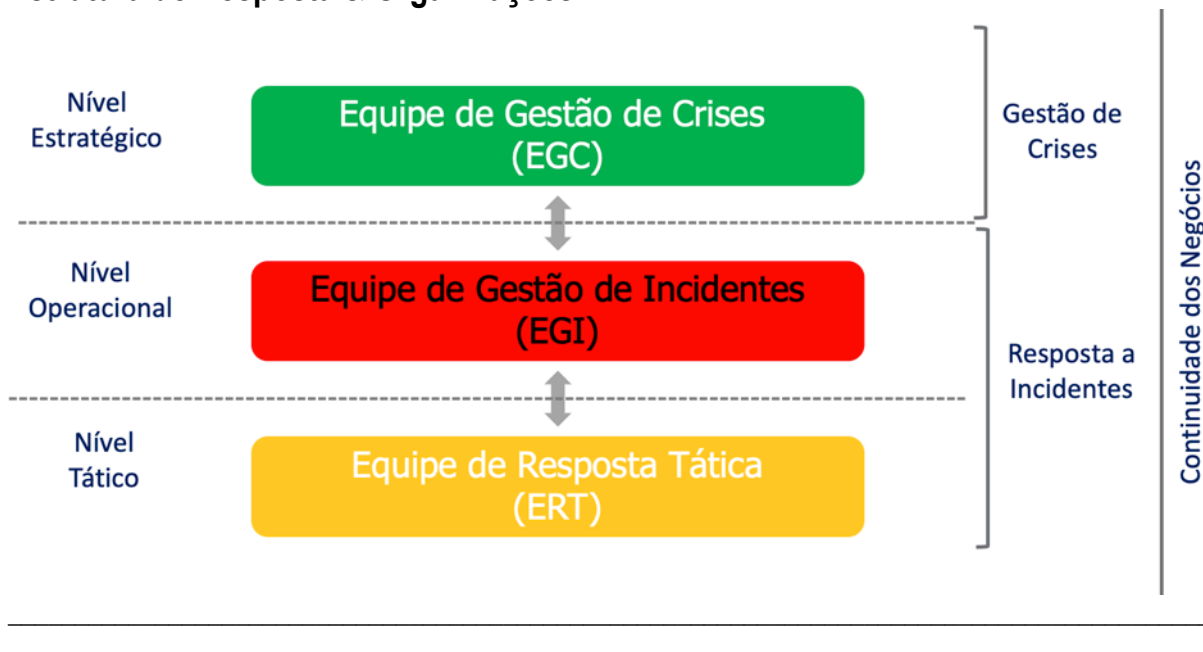 Nível
Estratégico
Equipe de Gestão de Crises
(EGC)
Gestão de
Crises
Nível
Operacional
Equipe de Gestão de Incidentes
(EGI)
Resposta a
Incidentes
Nível
Tático
Equipe de Resposta Tática
(ERT)
Continuidade dos Negócios